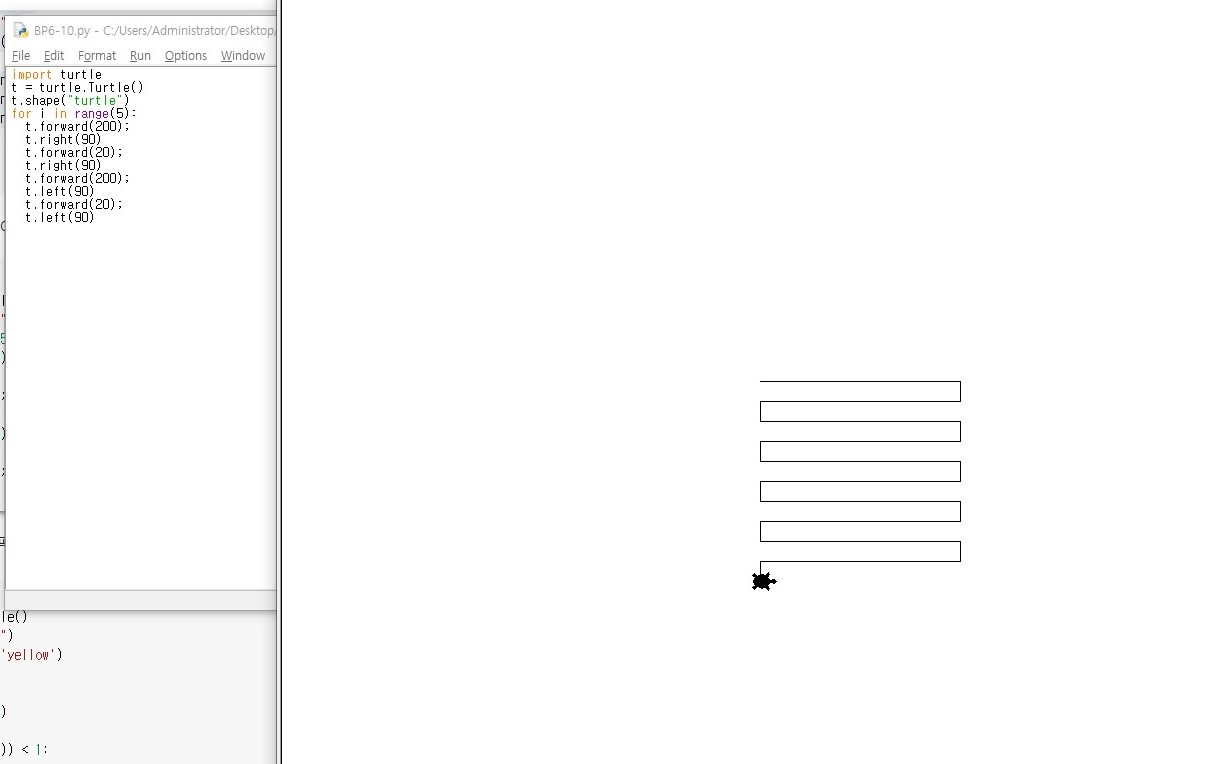 BP6-10.py - C:/Users/Administrator/Desktop/
File Edit Format Run Options Window
import turtle
t = turtle.Turtle()
t.shape("turtle")
for i in range(5):
  t.forward(200);
  t.right(90)
  t.forward(20);
  t.right(90)
  t.forward(200);
  t.left(90)
  t.forward(20);
  t.left(90)
le()
")
'yellow')
)
)) < 1: